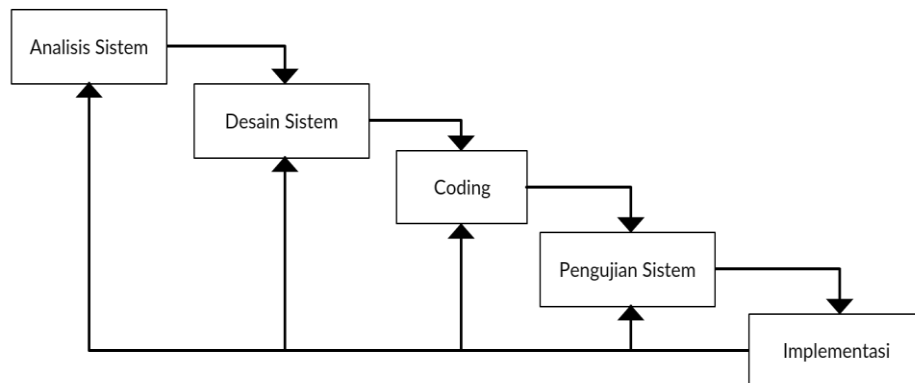 Analisis Sistem
Desain Sistem
Coding
Pengujian Sistem
Implementasi